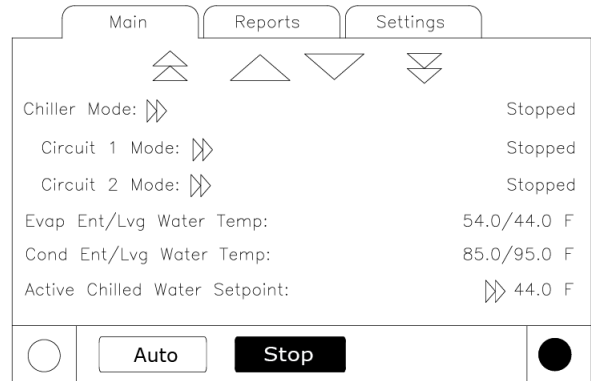 Main Reports Settings
Chiller Mode: Stopped
Circuit 1 Mode: Stopped
Circuit 2 Mode: Stopped
Evap Ent/Lvg Water Temp: 54.0/44.0 F
Cond Ent/Lvg Water Temp: 85.0/95.0 F
Active Chilled Water Setpoint: 44.0 F
Auto Stop